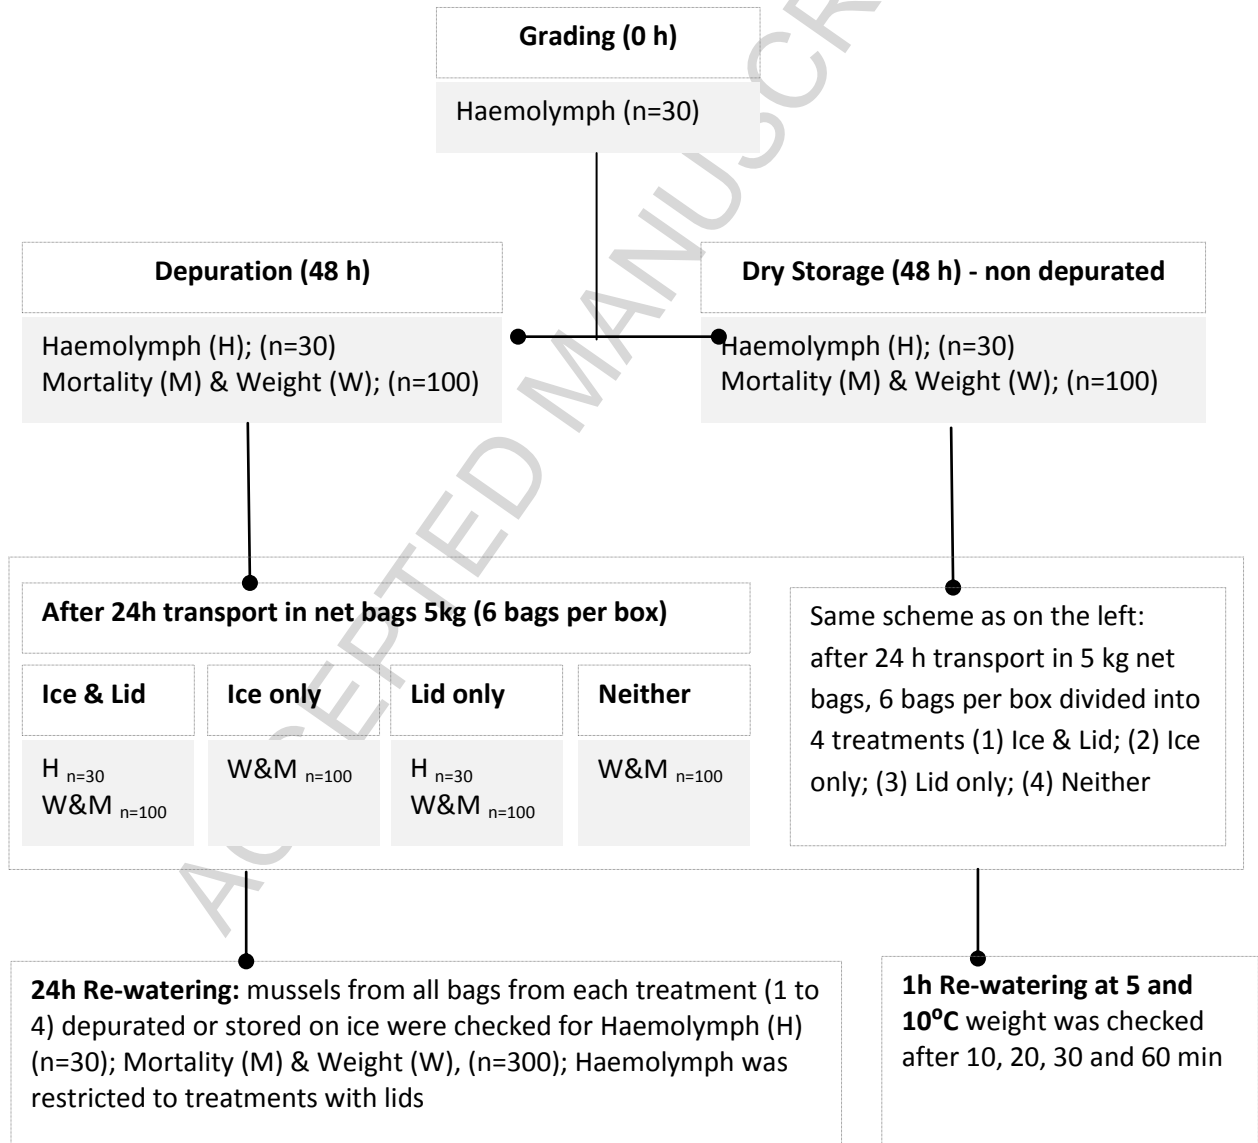 Grading (0 h)
Haemolymph (n=30)
Depuration (48 h)
Haemolymph (H); (n=30)
Mortality (M) & Weight (W); (n=100)
Dry Storage (48 h) - non depurated
Haemolymph (H); (n=30)
Mortality (M) & Weight (W); (n=100)
After 24h transport in net bags 5kg (6 bags per box)
Ice & Lid
H n=30
W&M n=100
Ice only
W&M n=100
Lid only
H n=30
W&M n=100
Neither
W&M n=100
Same scheme as on the left:
after 24 h transport in 5 kg net
bags, 6 bags per box divided into
4 treatments (1) Ice & Lid; (2) Ice
only; (3) Lid only; (4) Neither
24h Re-watering: mussels from all bags from each treatment (1 to
4) depurated or stored on ice were checked for Haemolymph (H)
(n=30); Mortality (M) & Weight (W), (n=300); Haemolymph was
restricted to treatments with lids
1h Re-watering at 5 and
10⁰C weight was checked
after 10, 20, 30 and 60 min
ACCEPTED MANUSCR